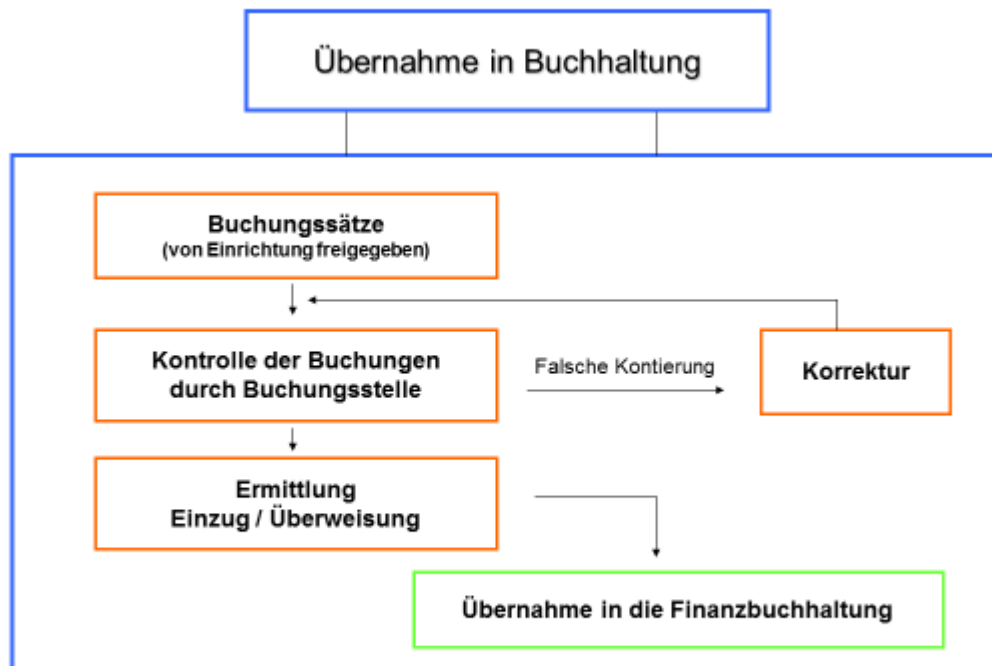 Übernahme in Buchhaltung
Buchungssätze
(von Einrichtung freigegeben)
Kontrolle der Buchungen
durch Buchungsstelle
Falsche Kontierung
Korrektur
Ermittlung
Einzug / Überweisung
Übernahme in die Finanzbuchhaltung